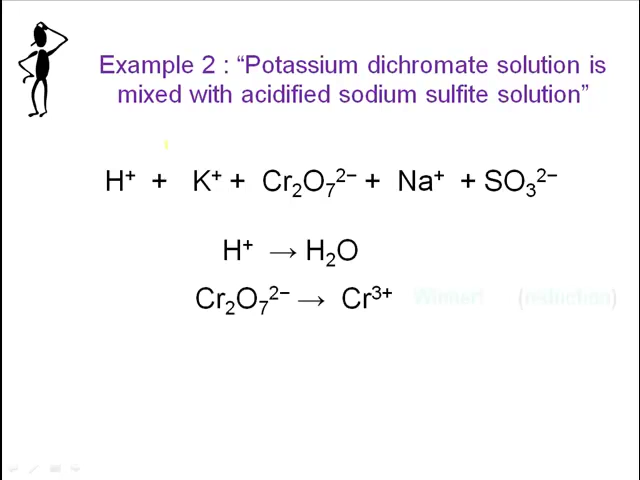 Example 2 : “Potassium dichromate solution is
mixed with acidified sodium sulfite solution”
H⁺ + K⁺ + Cr₂O₇²⁻ + Na⁺ + SO₃²⁻
H⁺ → H₂O
Cr₂O₇²⁻ → Cr³⁺ Winner! (reduction)